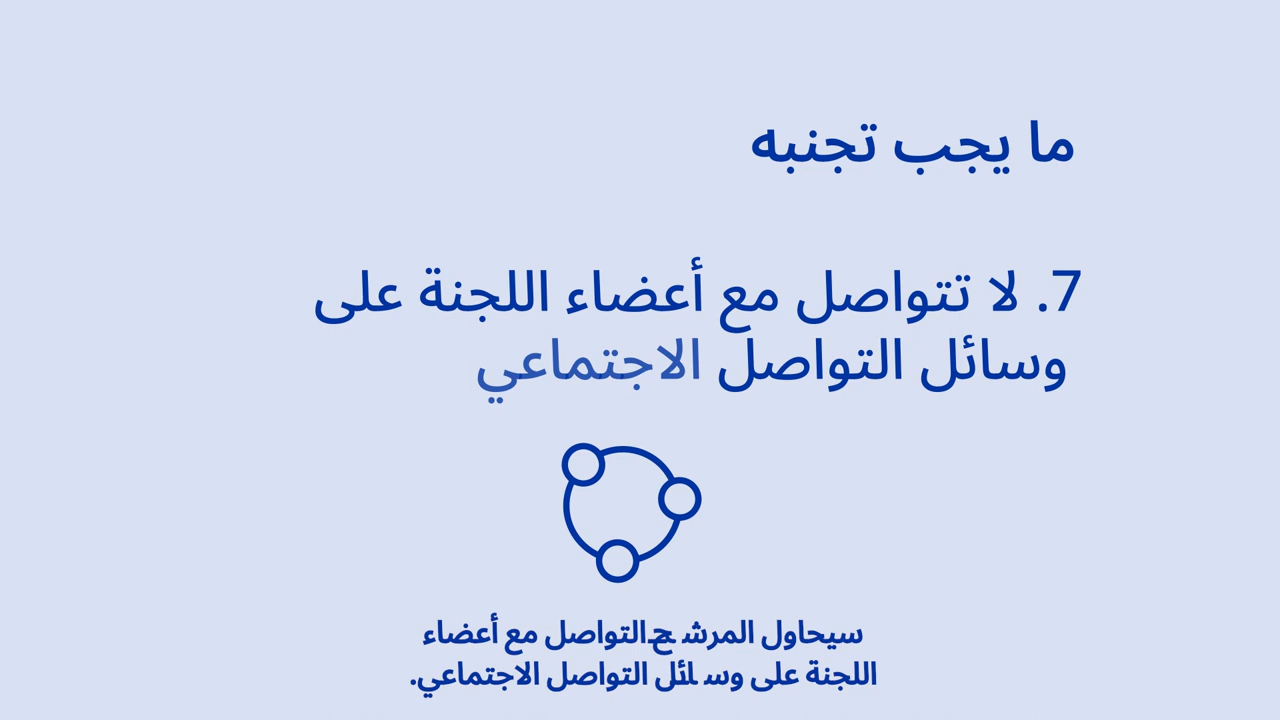 ما يجب تجنبه
7. لا تتواصل مع أعضاء اللجنة على
وسائل التواصل الاجتماعي
سيحاول المرشح التواصل مع أعضاء
اللجنة على وسائل التواصل الاجتماعي.